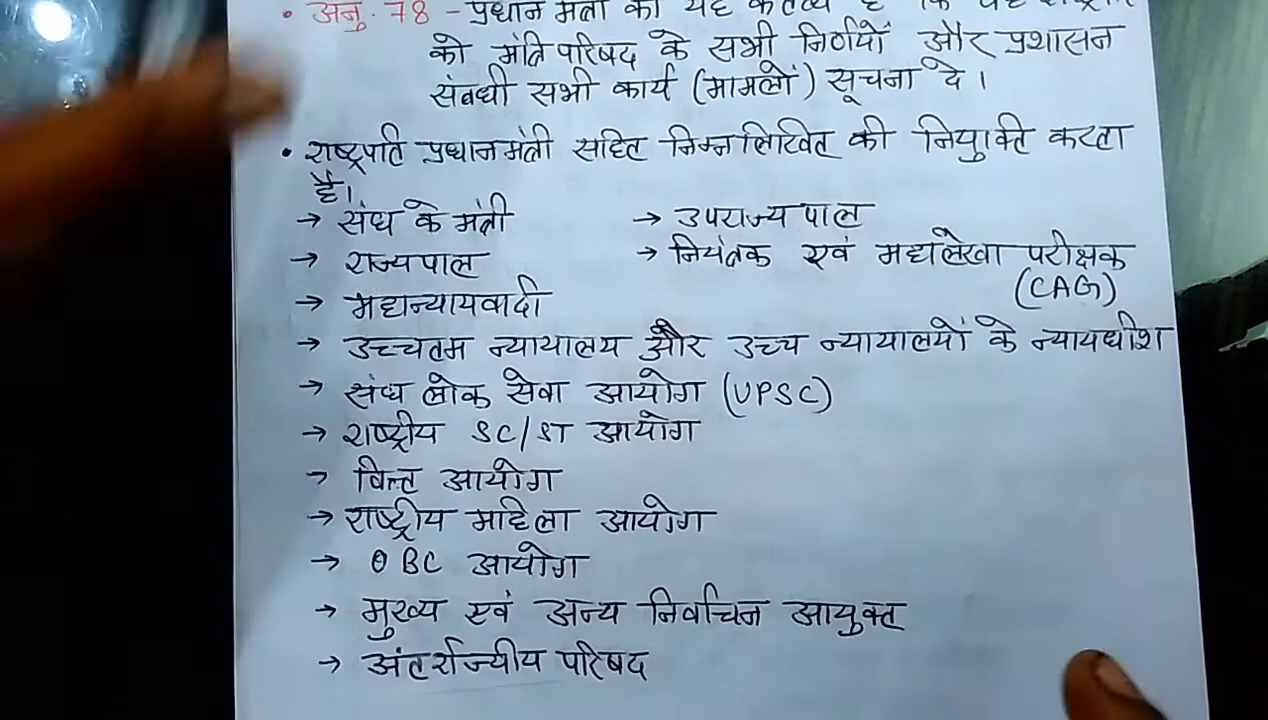 • अनु. 78 - प्रधान मंत्री का यह कर्तव्य है कि वह
को मंत्रिपरिषद के सभी निर्णयों और प्रशासन
संबधी सभी कार्य (मामलों) सूचना दे।
• राष्ट्रपति प्रधानमंत्री सहित निम्नलिखित की नियुक्ति करता
है।
→ संघ के मंत्री → उपराज्यपाल
→ राज्यपाल → नियंत्रक एवं महालेखा परीक्षक
(CAG)
→ महान्यायवादी
→ उच्चतम न्यायालय और उच्च न्यायालयों के न्यायधीश
→ संघ लोक सेवा आयोग (UPSC)
→ राष्ट्रीय SC/ST आयोग
→ वित्त आयोग
→ राष्ट्रीय महिला आयोग
→ OBC आयोग
→ मुख्य एवं अन्य निर्वाचन आयुक्त
→ अंतर्राज्यीय परिषद